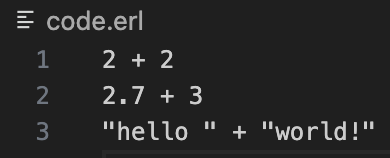 code.erl
1 2 + 2
2 2.7 + 3
3 "hello " + "world!"